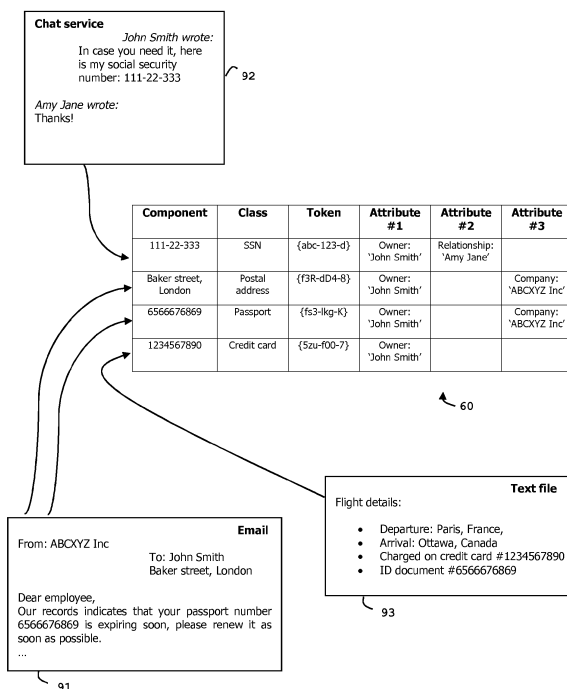 Chat service
John Smith wrote:
In case you need it, here
is my social security
number: 111-22-333
Amy Jane wrote:
Thanks!
92
Component Class Token Attribute #1 Attribute #2 Attribute #3
111-22-333 SSN {abc-123-d} Owner: ‘John Smith’ Relationship: ‘Amy Jane’
Baker street, London Postal address {f3R-dD4-8} Owner: ‘John Smith’ Company: ‘ABCXYZ Inc’
6566676869 Passport {fs3-lkg-K} Owner: ‘John Smith’ Company: ‘ABCXYZ Inc’
1234567890 Credit card {5zu-f00-7} Owner: ‘John Smith’
60
Text file
Flight details:
• Departure: Paris, France,
• Arrival: Ottawa, Canada
• Charged on credit card #1234567890
• ID document #6566676869
93
Email
From: ABCXYZ Inc
To: John Smith
Baker street, London
Dear employee,
Our records indicates that your passport number
6566676869 is expiring soon, please renew it as
soon as possible.
...
91